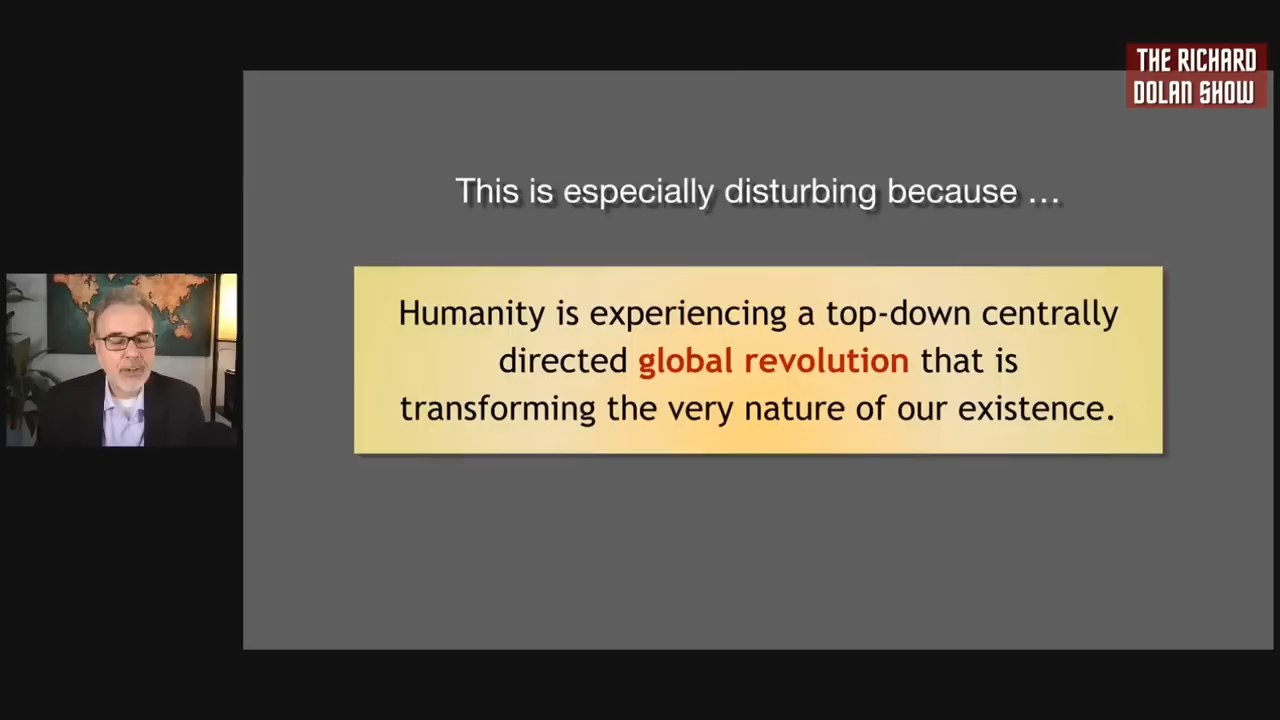 THE RICHARD
DOLAN SHOW
This is especially disturbing because …
Humanity is experiencing a top-down centrally
directed global revolution that is
transforming the very nature of our existence.